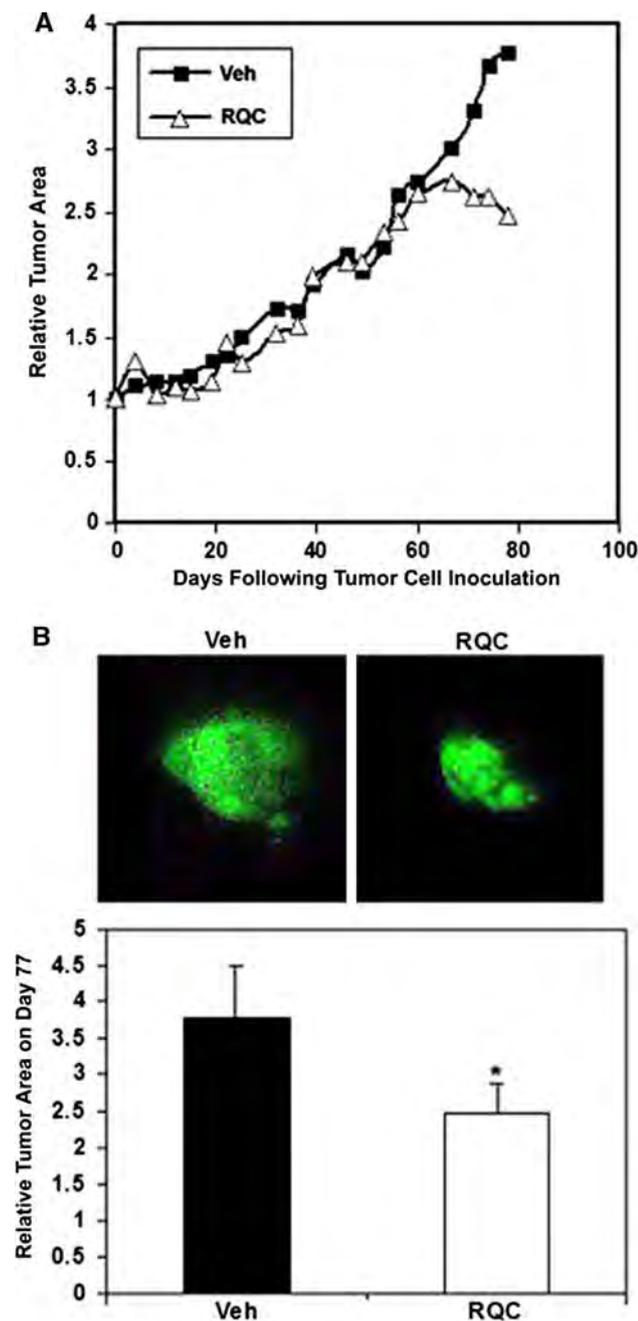 A
4
3.5
3
2.5
2
1.5
1
0.5
0
Relative Tumor Area
Veh
RQC
0 20 40 60 80 100
Days Following Tumor Cell Inoculation
B
Veh RQC
5
4.5
4
3.5
3
2.5
2
1.5
1
0.5
0
Relative Tumor Area on Day 77
*
Veh RQC